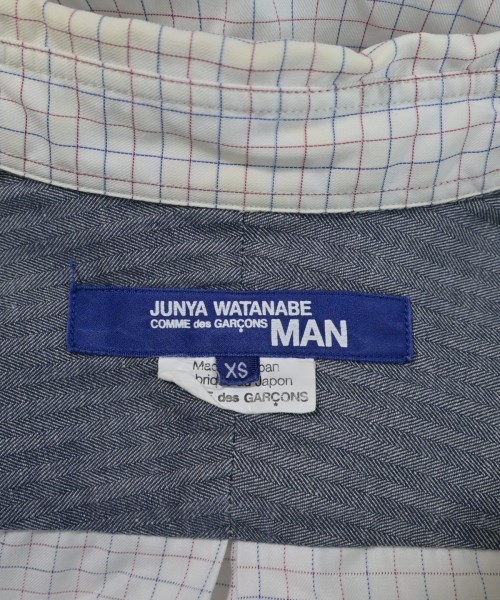 JUNYA WATANABE
COMME des GARÇONS MAN
XS
Japon
des GARÇONS